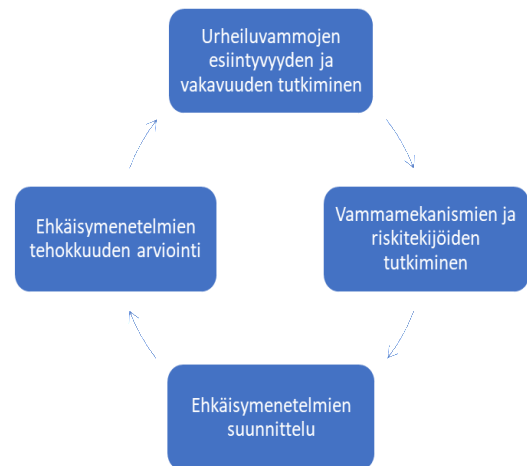 Urheiluvammojen
esiintyvyyden ja
vakavuuden tutkiminen
Vammamekanismien ja
riskitekijöiden
tutkiminen
Ehkäisymenetelmien
suunnittelu
Ehkäisymenetelmien
tehokkuuden arviointi